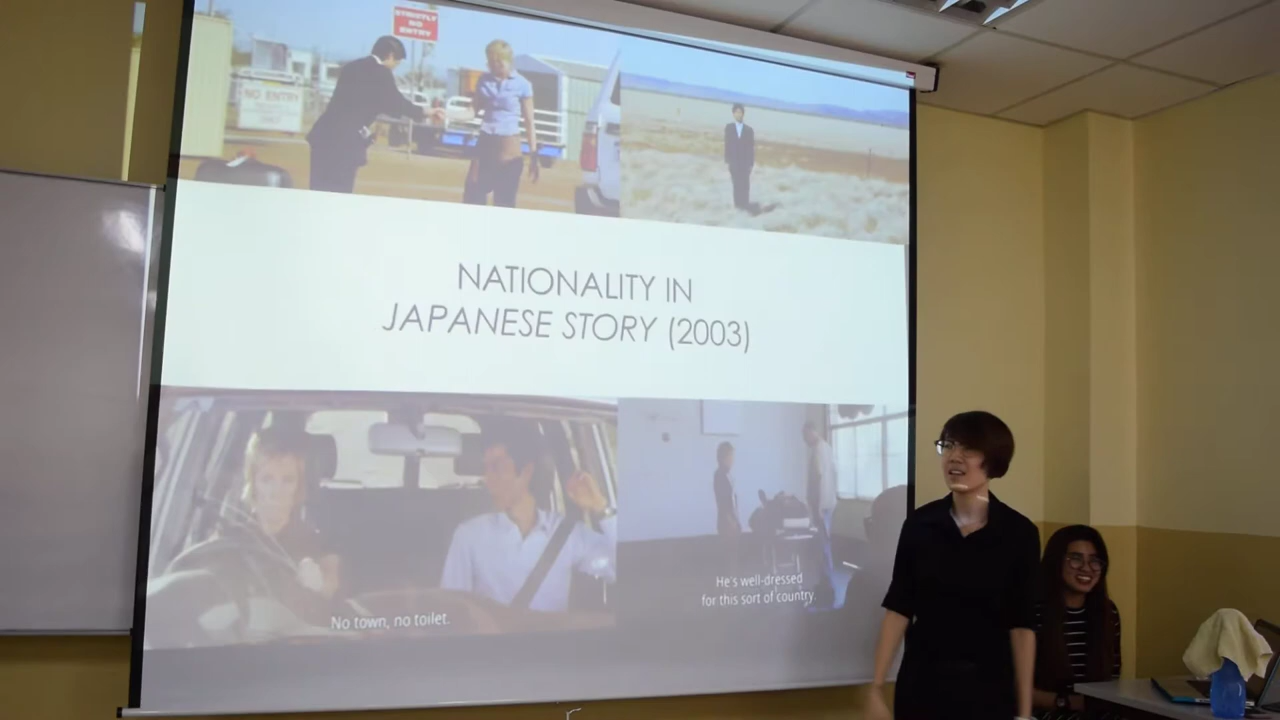 STRICTLY
NO
ENTRY
NO ENTRY
NATIONALITY IN
JAPANESE STORY (2003)
No town, no toilet.
He's well-dressed
for this sort of country.